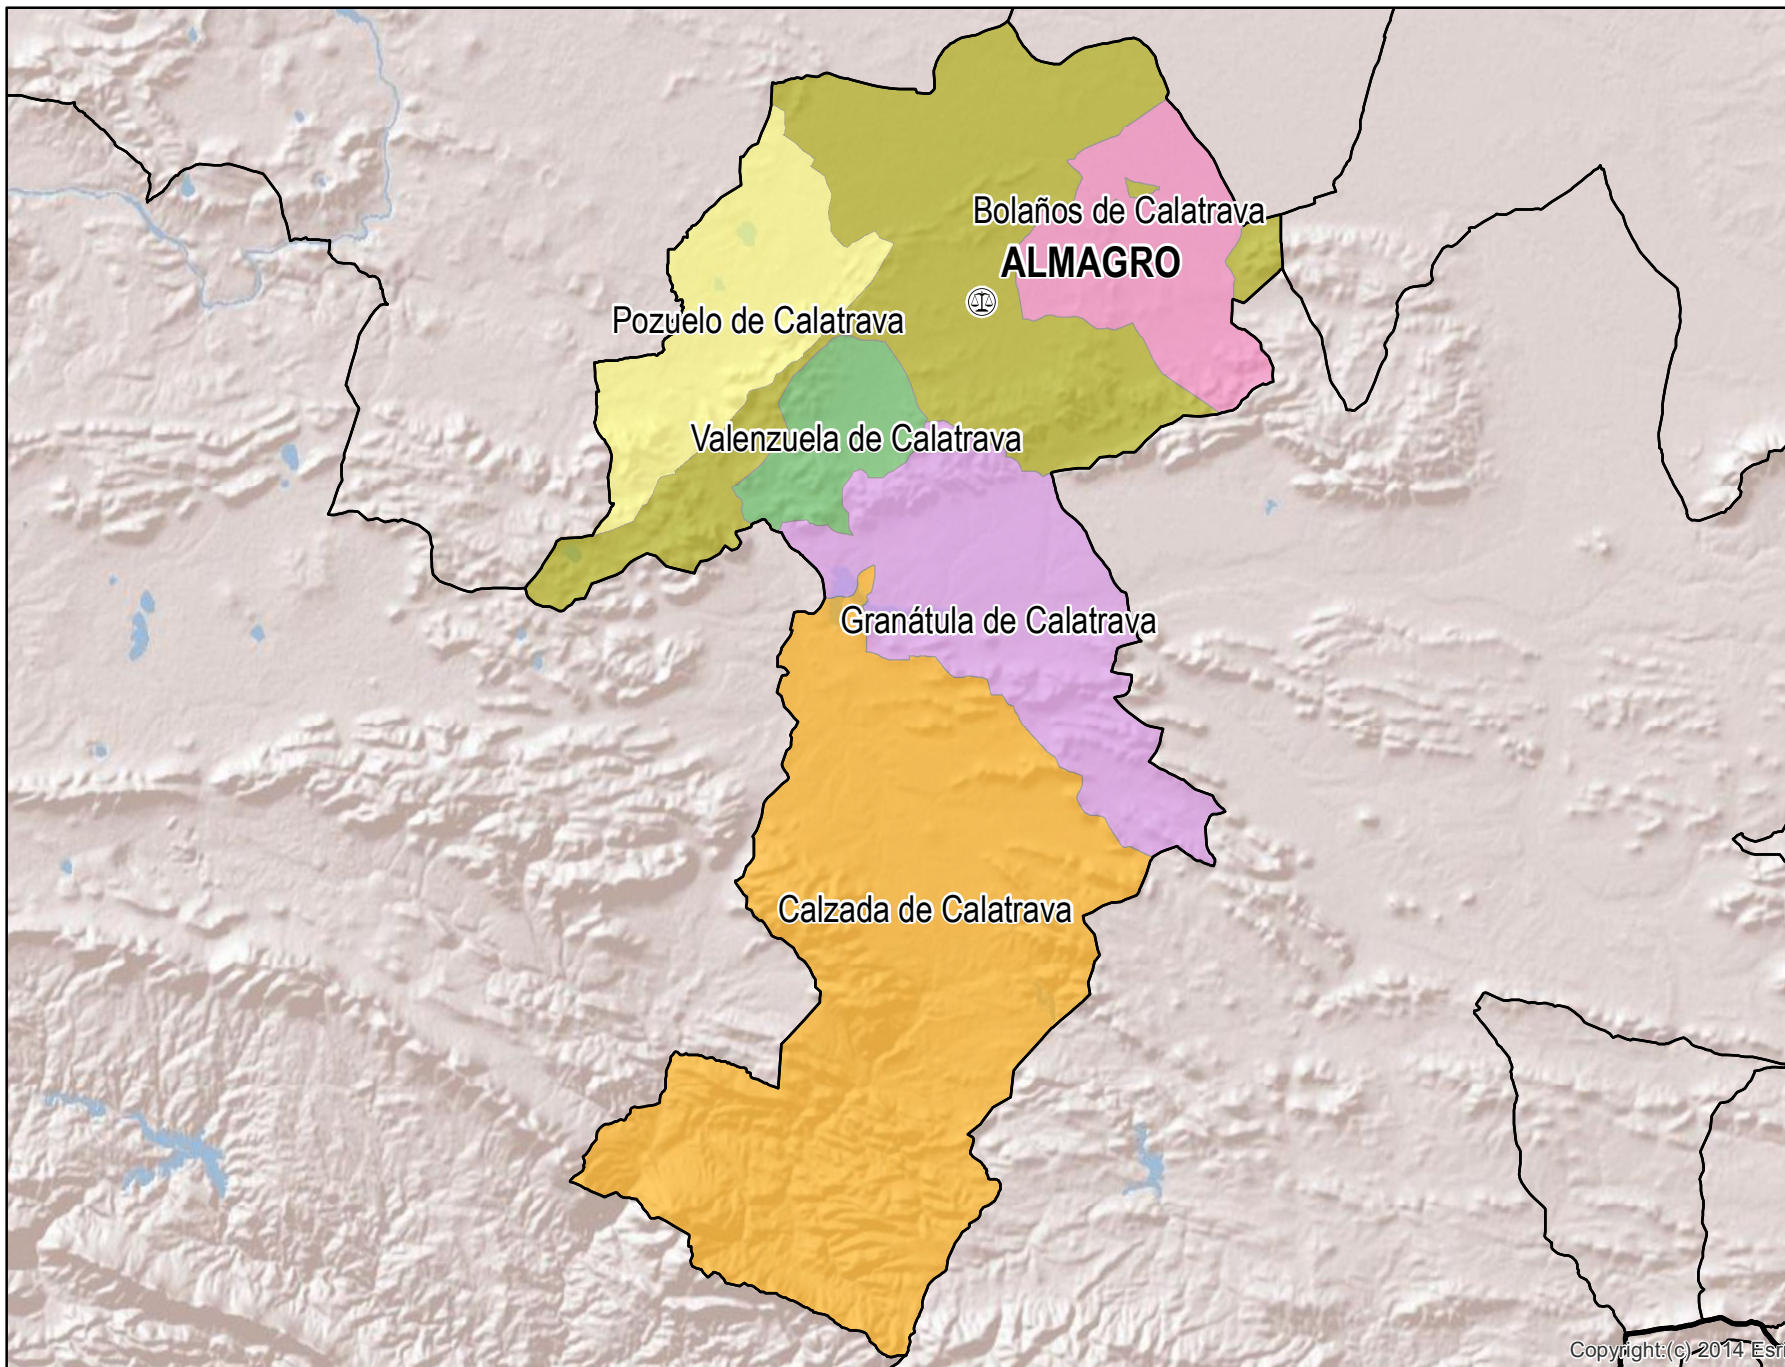 Bolaños de Calatrava
ALMAGRO
Pozuelo de Calatrava
Valenzuela de Calatrava
Granátula de Calatrava
Calzada de Calatrava
Copyright:(c) 2014 Esri